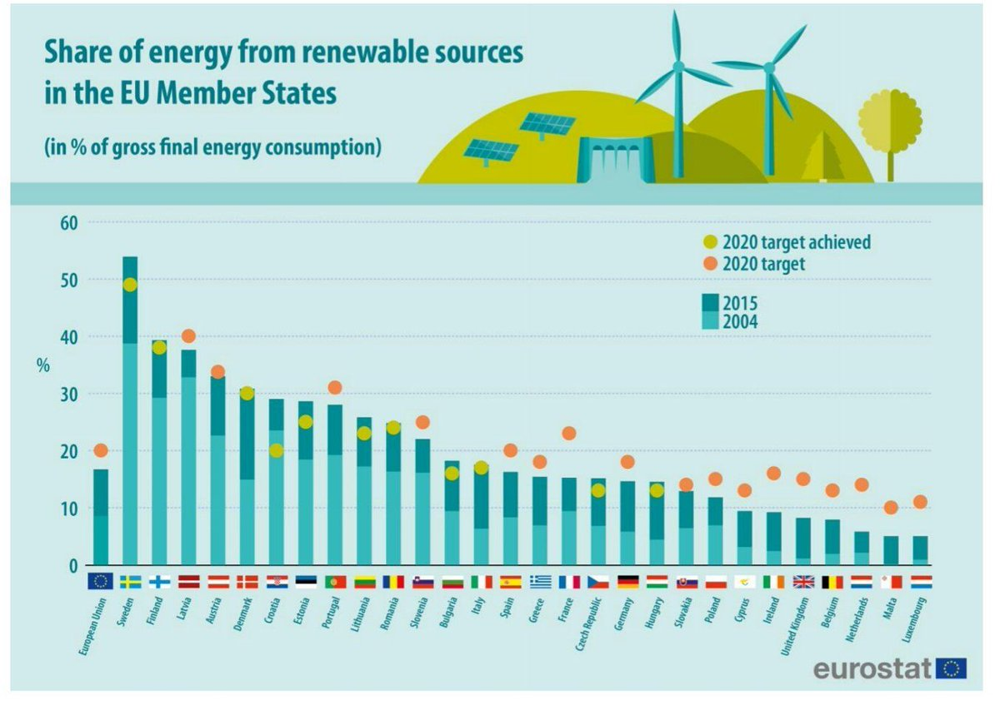 Share of energy from renewable sources
in the EU Member States
(in % of gross final energy consumption)
60
50
40
%
30
20
10
0
2020 target achieved
2020 target
2015
2004
European Union
Sweden
Finland
Latvia
Austria
Denmark
Croatia
Estonia
Portugal
Lithuania
Romania
Slovenia
Bulgaria
Italy
Spain
Greece
France
Czech Republic
Germany
Hungary
Slovakia
Poland
Cyprus
Ireland
United Kingdom
Belgium
Netherlands
Malta
Luxembourg
eurostat